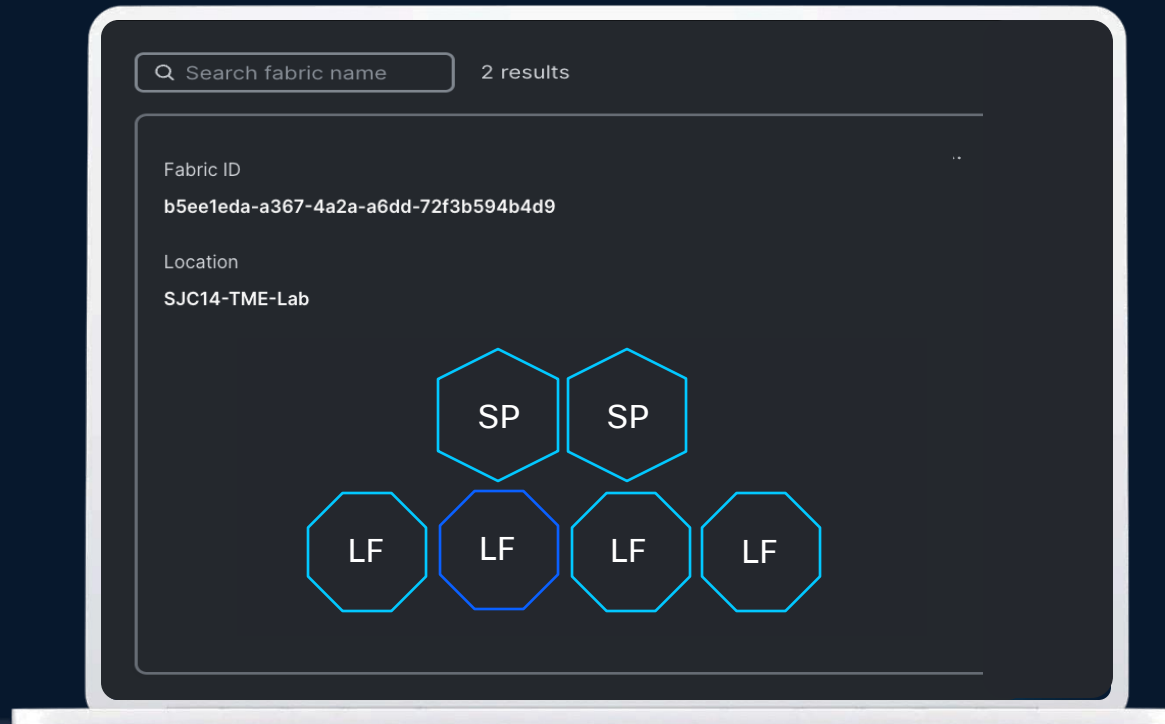 Search fabric name
2 results
Fabric ID
b5ee1eda-a367-4a2a-a6dd-72f3b594b4d9
Location
SJC14-TME-Lab
SP SP
LF LF LF LF